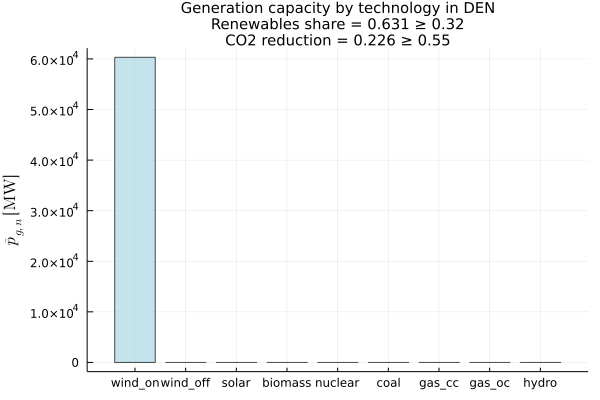 Generation capacity by technology in DEN
Renewables share = 0.631 ≥ 0.32
CO2 reduction = 0.226 ≥ 0.55
6.0×10⁴
5.0×10⁴
4.0×10⁴
3.0×10⁴
2.0×10⁴
1.0×10⁴
0
p̄_{g,n} [MW]
wind_on wind_off solar biomass nuclear coal gas_cc gas_oc hydro